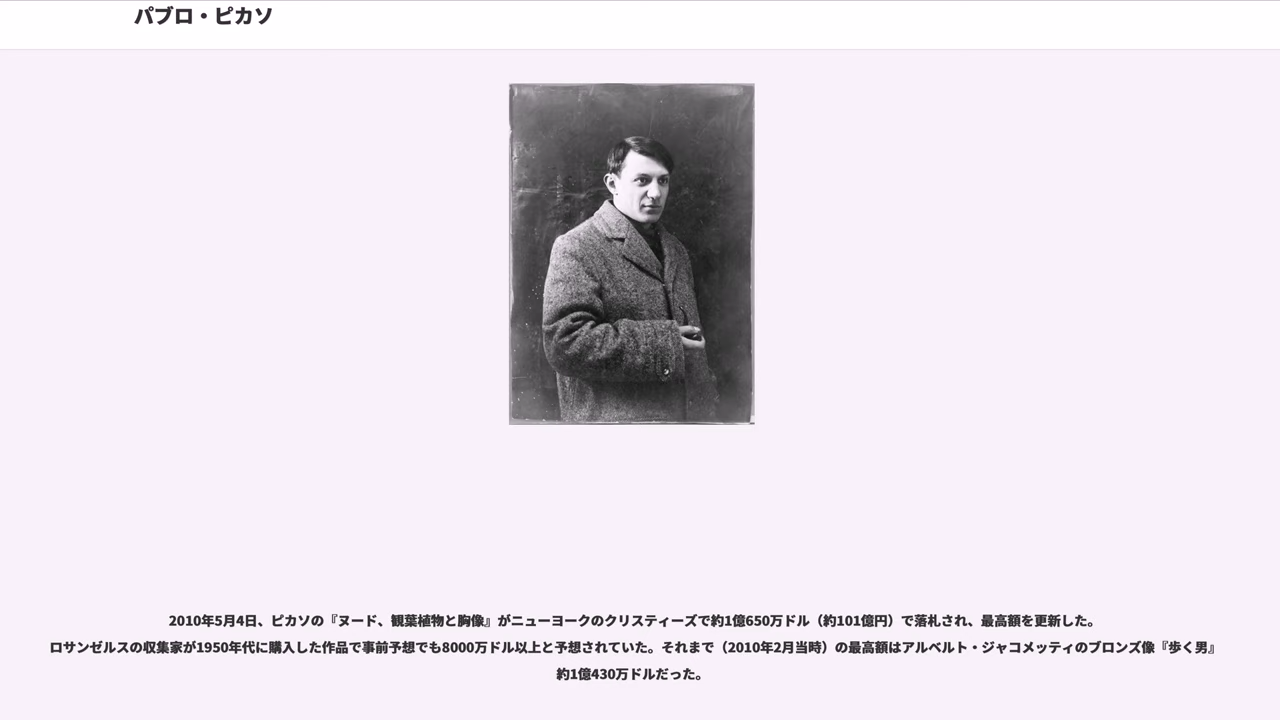 パブロ・ピカソ
2010年5月4日、ピカソの『ヌード、観葉植物と胸像』がニューヨークのクリスティーズで約1億650万ドル（約101億円）で落札され、最高額を更新した。
ロサンゼルスの収集家が1950年代に購入した作品で事前予想でも8000万ドル以上と予想されていた。それまで（2010年2月当時）の最高額はアルベルト・ジャコメッティのブロンズ像『歩く男』
約1億430万ドルだった。